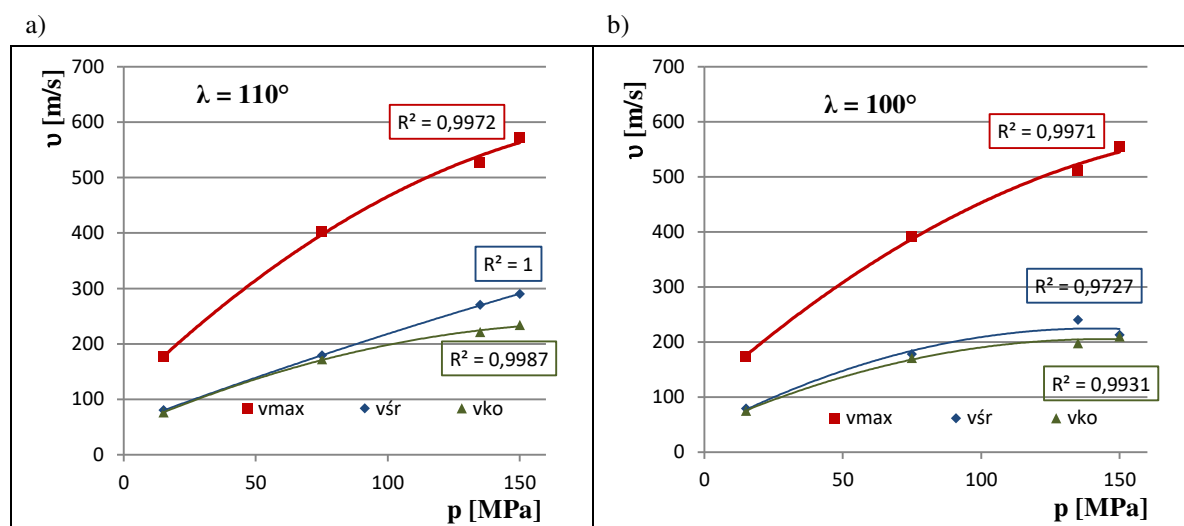 a)
b)
700
600
500
400
300
200
100
0
υ [m/s]
λ = 110°
R² = 0,9972
R² = 1
R² = 0,9987
vmax vśr vko
0 50 100 150
p [MPa]
700
600
500
400
300
200
100
0
υ [m/s]
λ = 100°
R² = 0,9971
R² = 0,9727
R² = 0,9931
vmax vśr vko
0 50 100 150
p [MPa]